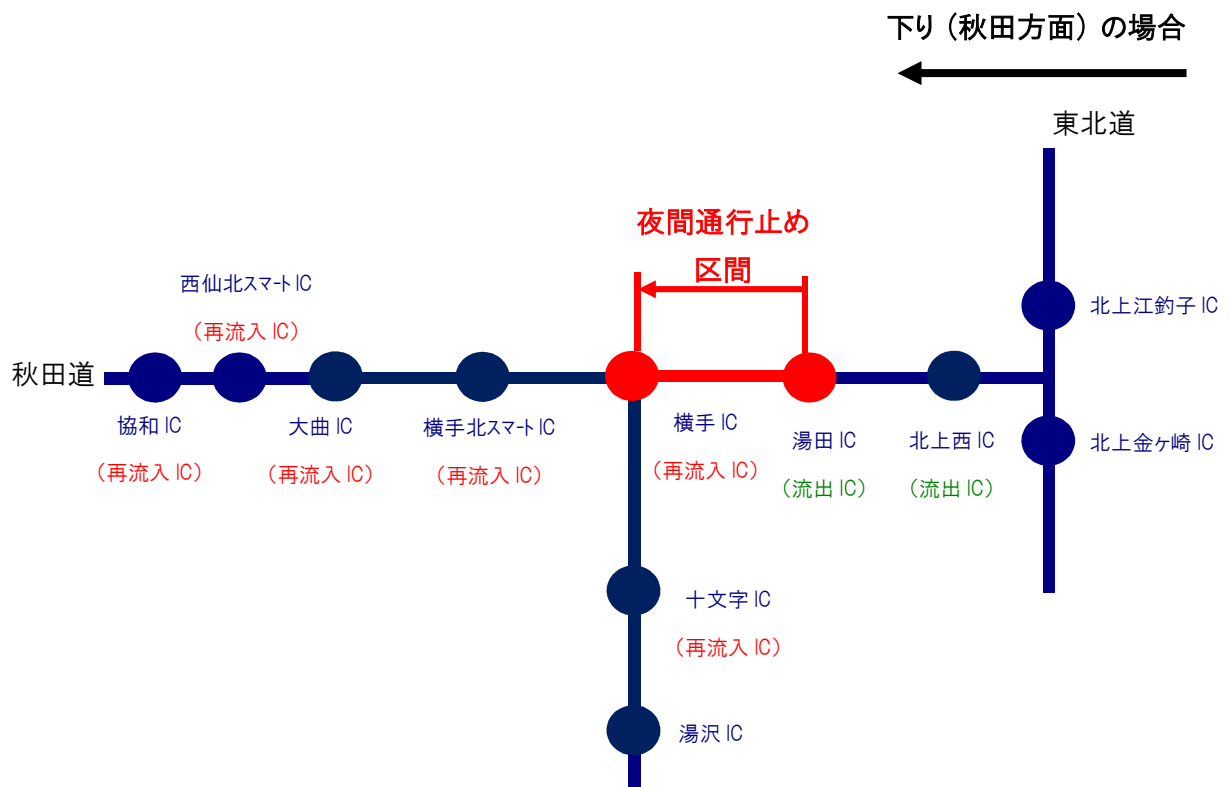 下り（秋田方面）の場合
東北道
夜間通行止め
区間
西仙北スマートIC
（再流入IC）
北上江釣子IC
秋田道
協和IC
（再流入IC）
大曲IC
（再流入IC）
横手北スマートIC
（再流入IC）
横手IC
（再流入IC）
湯田IC
（流出IC）
北上西IC
（流出IC）
北上金ヶ崎IC
十文字IC
（再流入IC）
湯沢IC